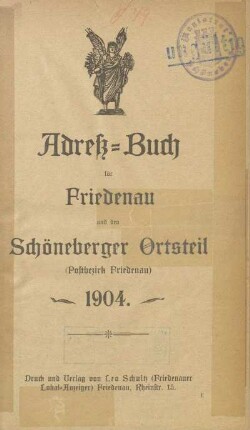 Adreß=Buch
für
Friedenau
und den
Schöneberger Ortsteil
(Postbezirk Friedenau)
1904.
Druck und Verlag von Leo Schultz (Friedenauer
Lokal-Anzeiger) Friedenau, Rheinstr. 15.